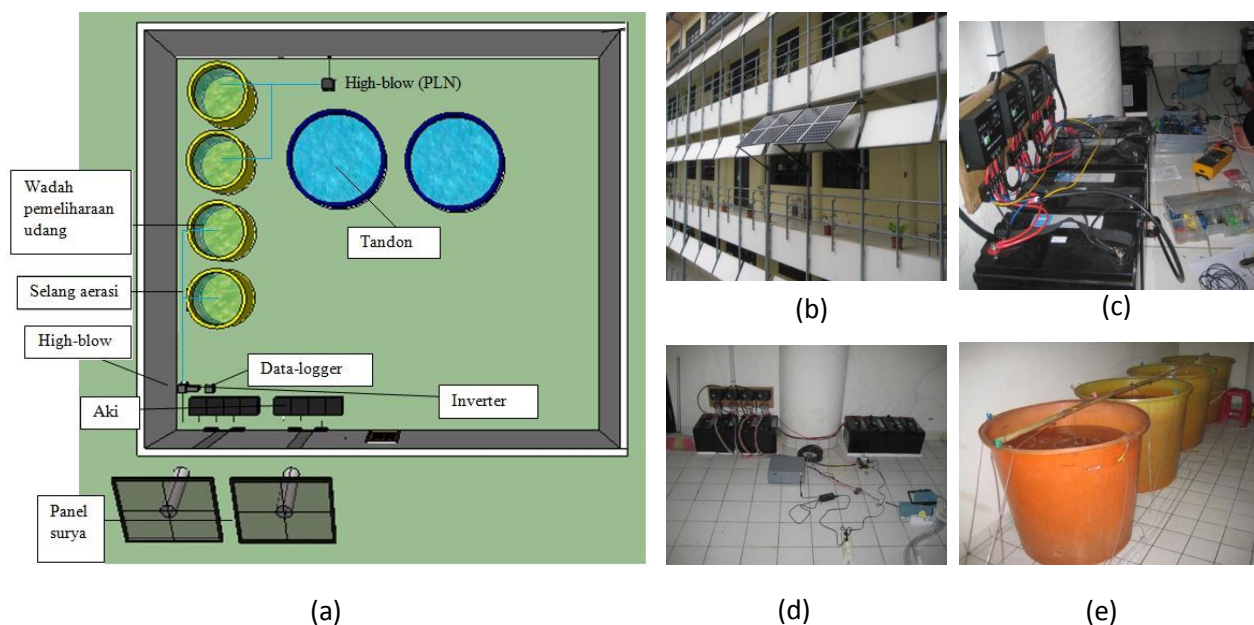 High-blow (PLN)
Wadah
pemeliharaan
udang
Tandon
Selang aerasi
High-blow
Data-logger
Inverter
Aki
Panel
surya
(a)
(b)
(c)
(d)
(e)